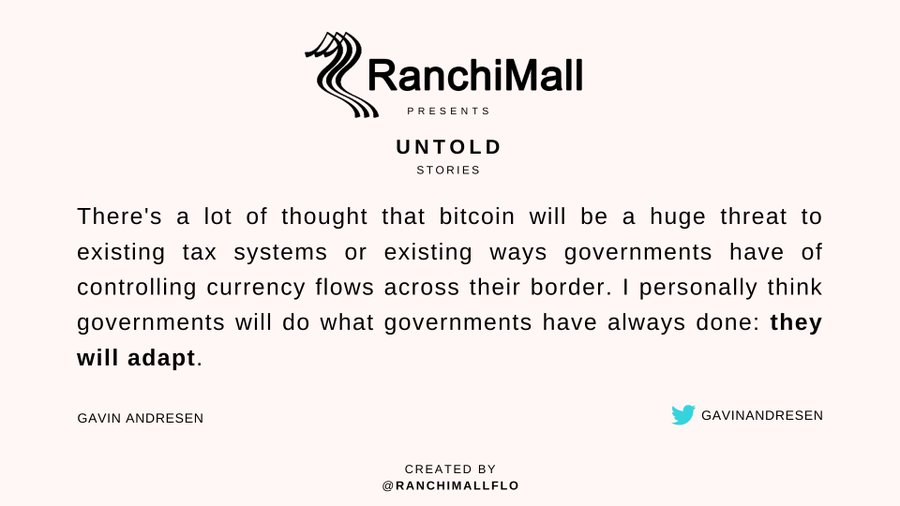 RanchiMall
PRESENTS
UNTOLD
STORIES
There's a lot of thought that bitcoin will be a huge threat to
existing tax systems or existing ways governments have of
controlling currency flows across their border. I personally think
governments will do what governments have always done: they
will adapt.
GAVIN ANDRESEN
GAVINANDRESEN
CREATED BY
@RANCHIMALLFLO